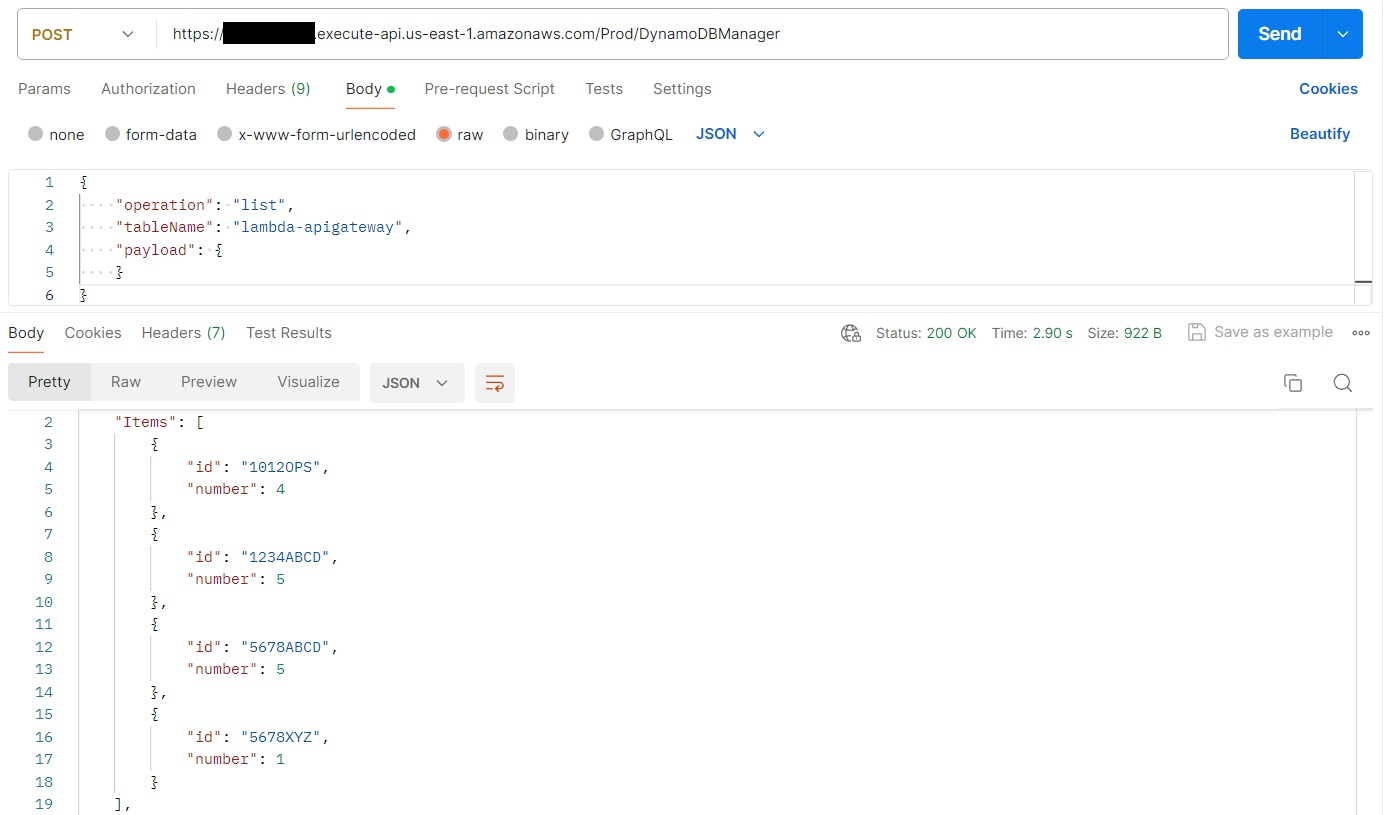 POST https:// .execute-api.us-east-1.amazonaws.com/Prod/DynamoDBManager Send
Params Authorization Headers (9) Body Pre-request Script Tests Settings Cookies
none form-data x-www-form-urlencoded raw binary GraphQL JSON Beautify
1 {
2 ····"operation":·"list",
3 ····"tableName":·"lambda-apigateway",
4 ····"payload":·{
5 ····}
6 }
Body Cookies Headers (7) Test Results Status: 200 OK Time: 2.90 s Size: 922 B Save as example
Pretty Raw Preview Visualize JSON
2 "Items": [
3 {
4 "id": "1012OPS",
5 "number": 4
6 },
7 {
8 "id": "1234ABCD",
9 "number": 5
10 },
11 {
12 "id": "5678ABCD",
13 "number": 5
14 },
15 {
16 "id": "5678XYZ",
17 "number": 1
18 }
19 ],